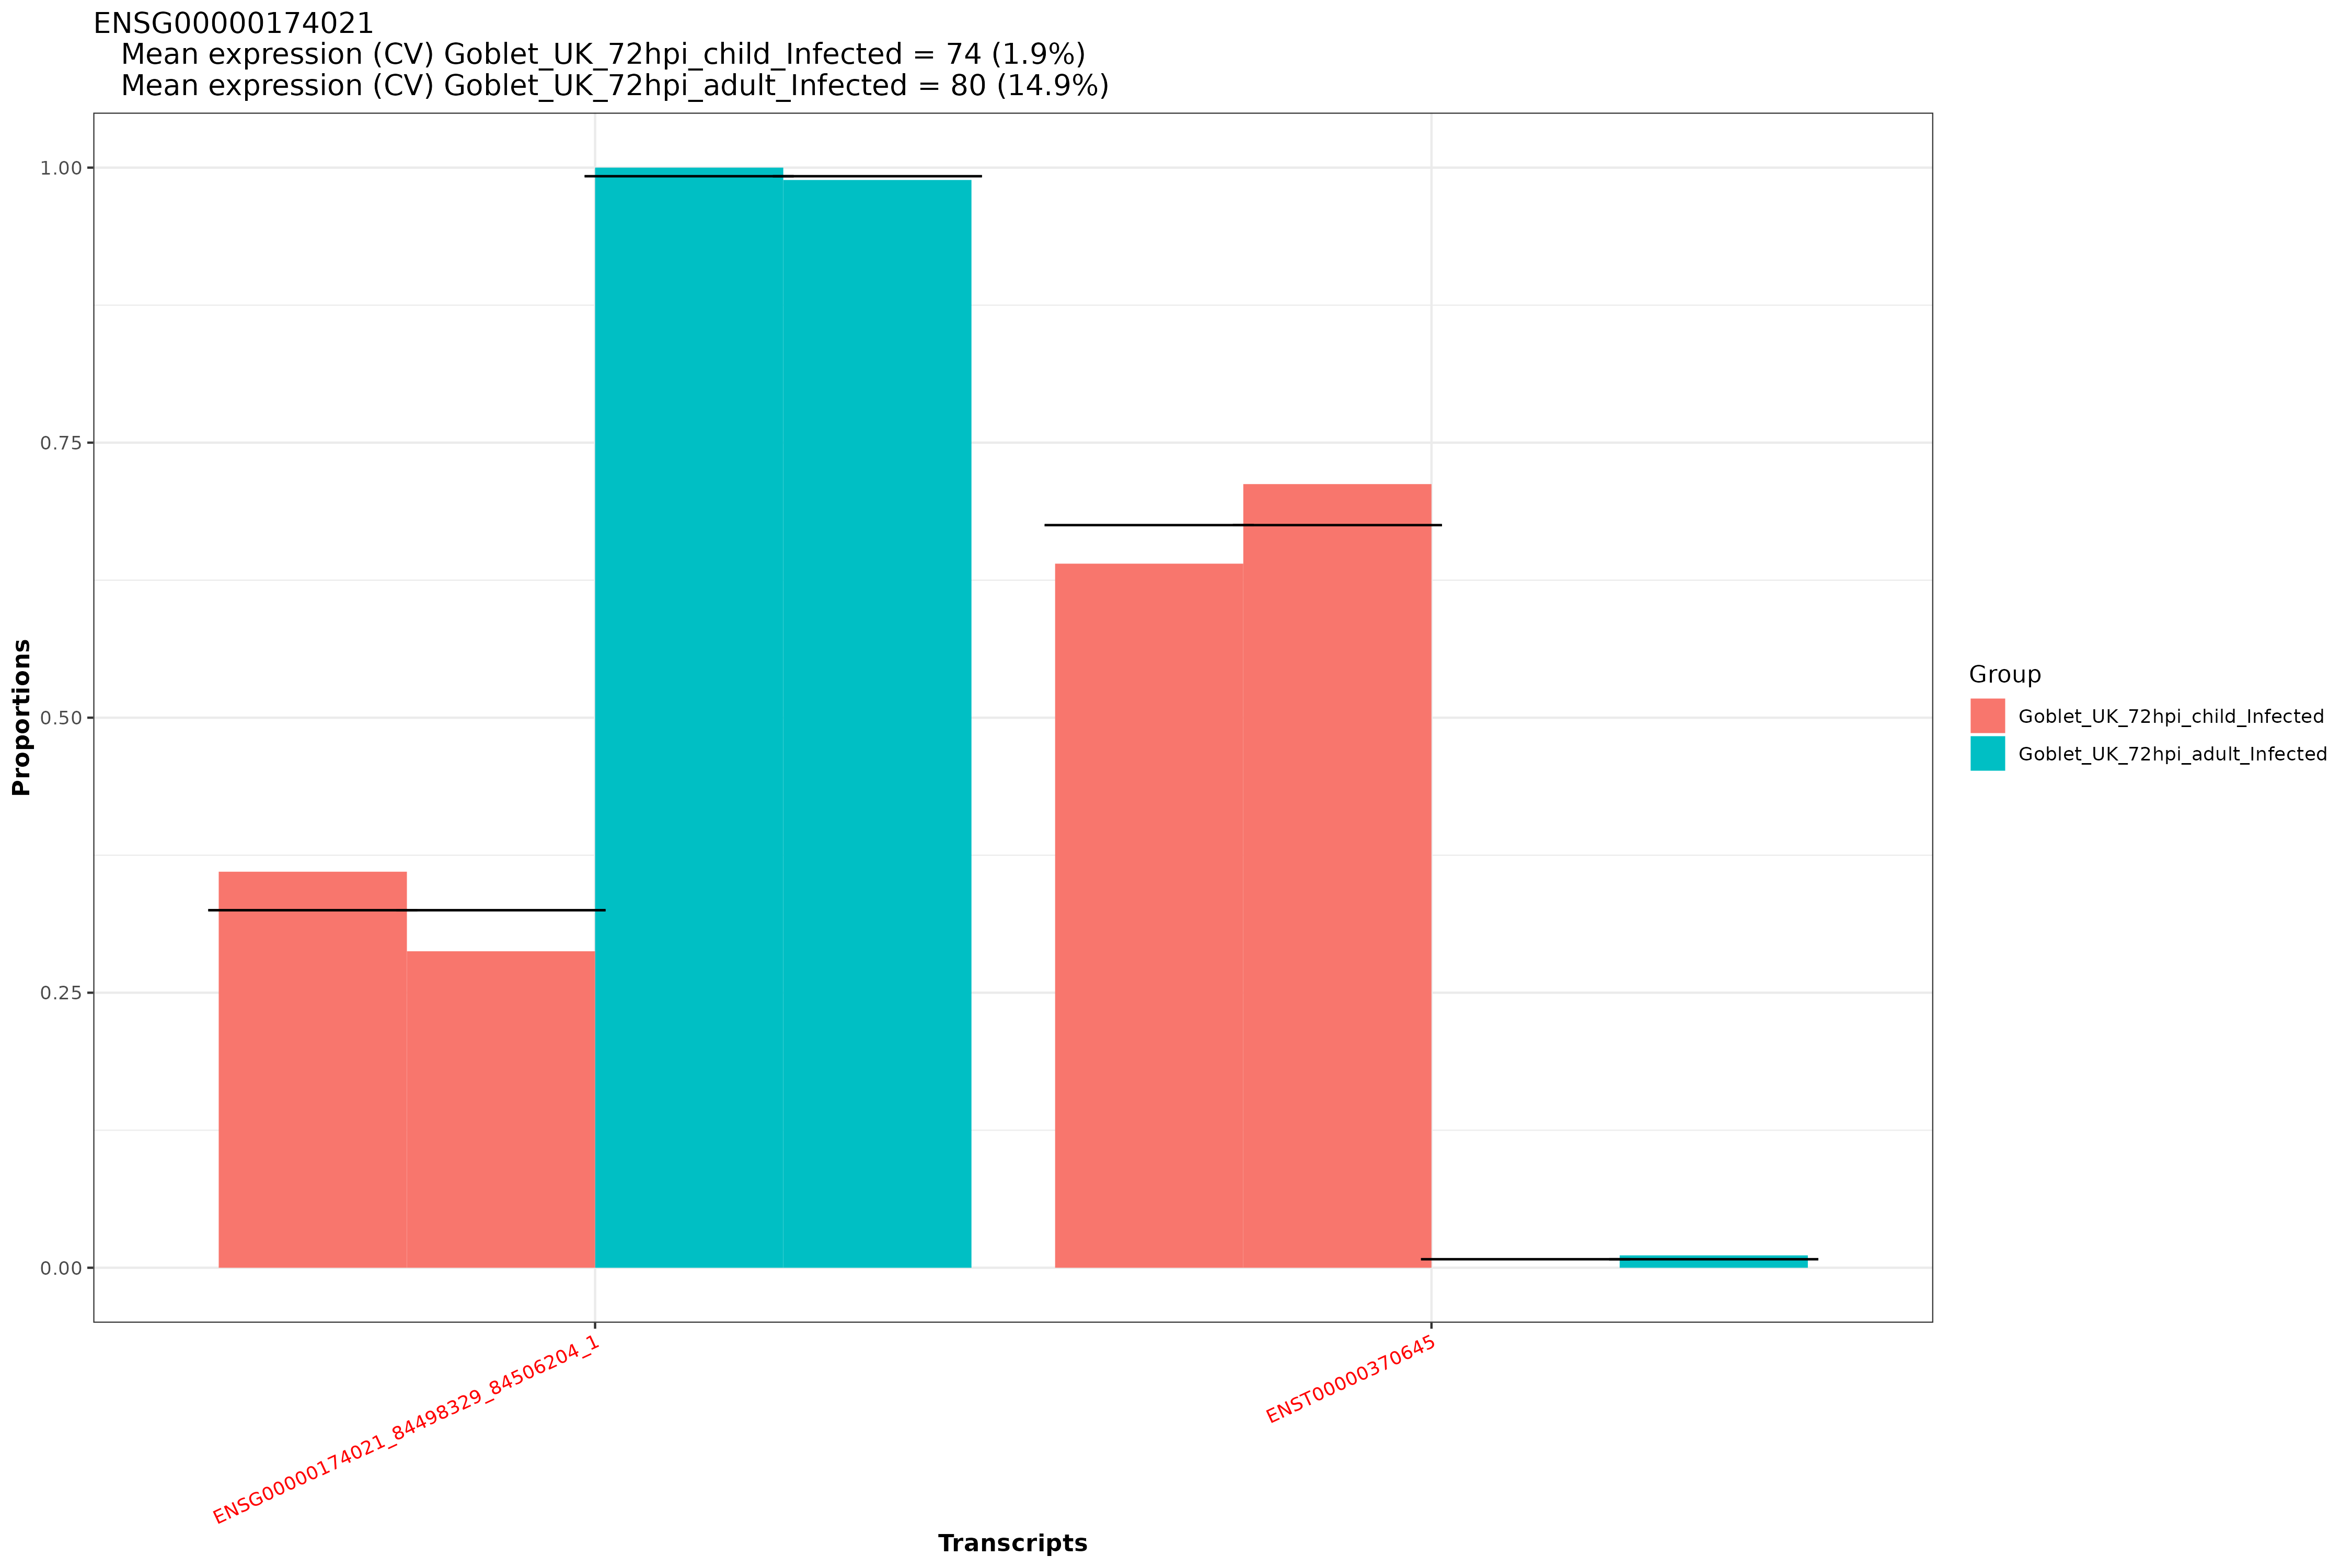 ENSG00000174021
Mean expression (CV) Goblet_UK_72hpi_child_Infected = 74 (1.9%)
Mean expression (CV) Goblet_UK_72hpi_adult_Infected = 80 (14.9%)
Proportions
1.00
0.75
0.50
0.25
0.00
ENSG00000174021_84498329_84506204_1
ENST00000370645
Transcripts
Group
Goblet_UK_72hpi_child_Infected
Goblet_UK_72hpi_adult_Infected